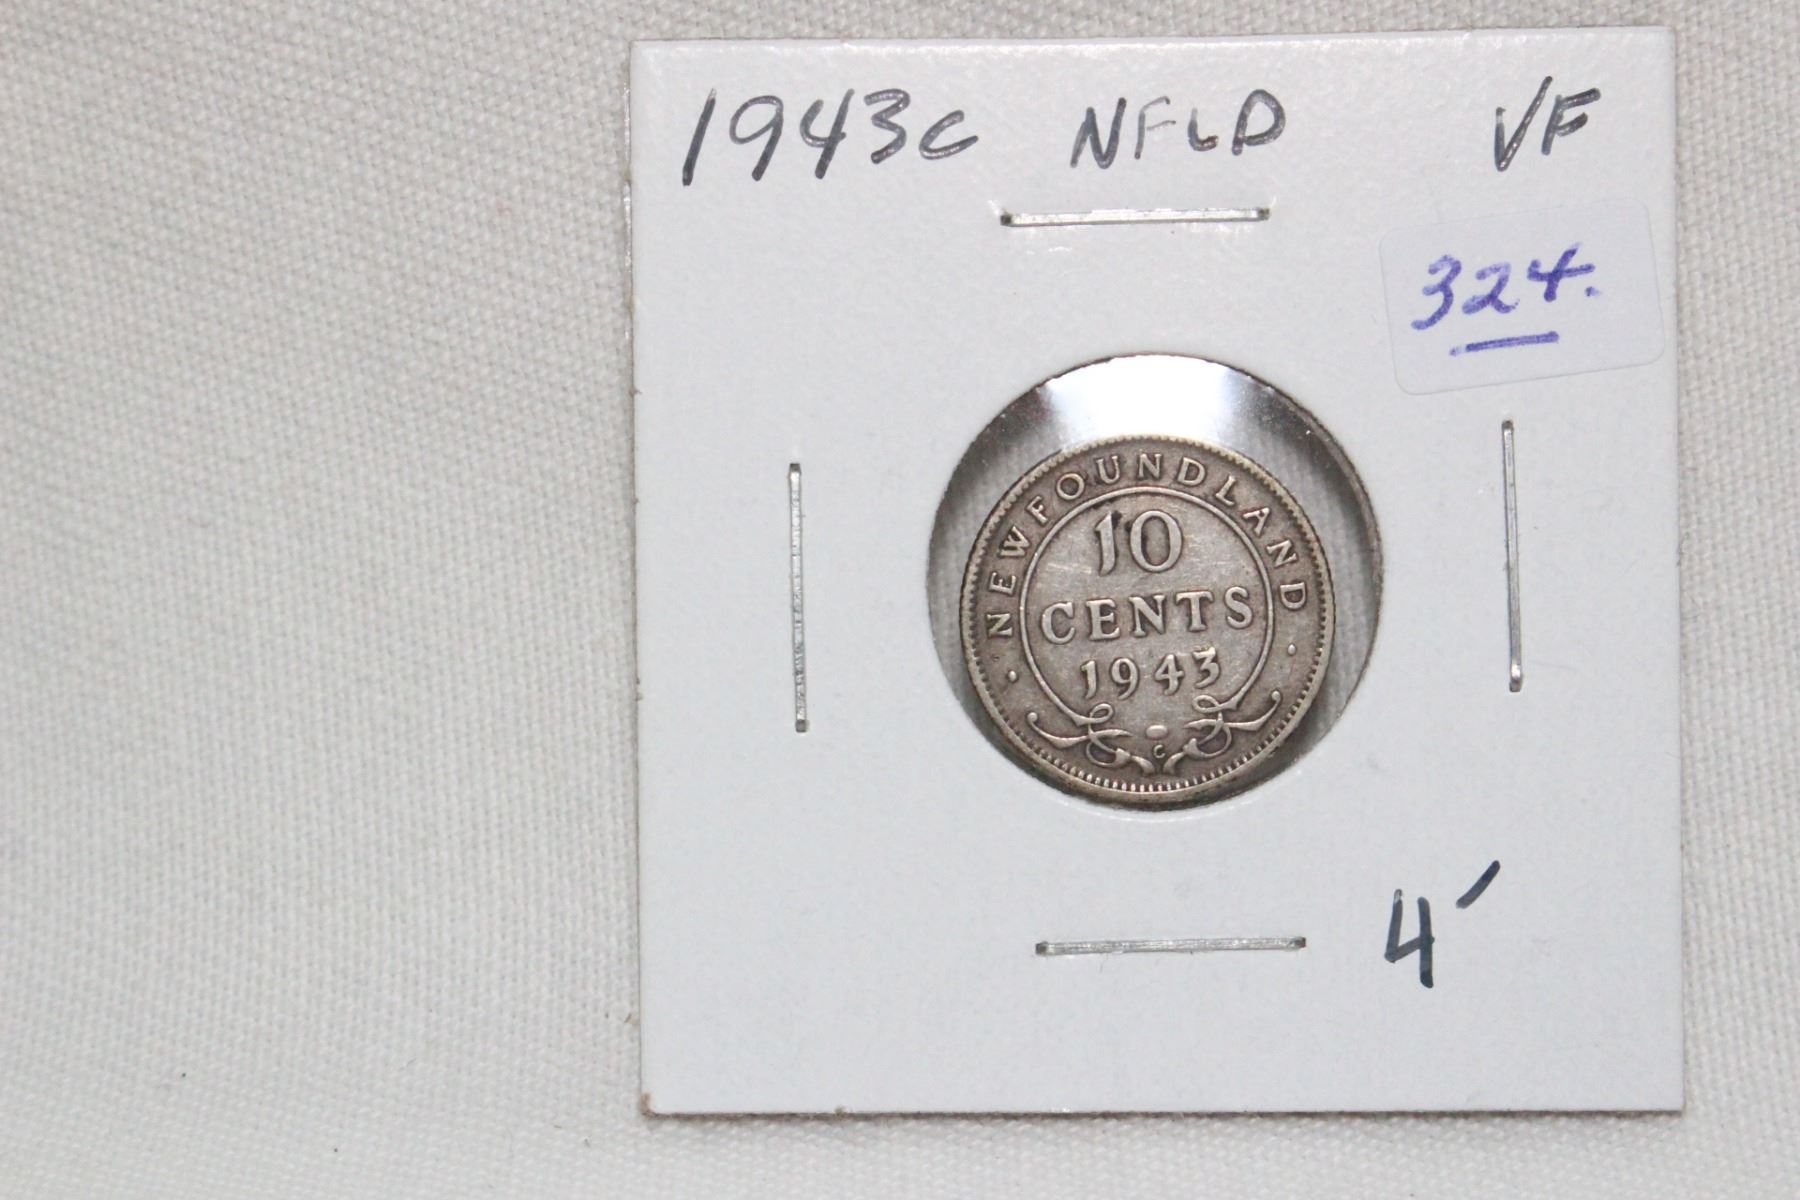 1943c NFLD VF
324.
NEWFOUNDLAND
10
CENTS
1943
C
4'